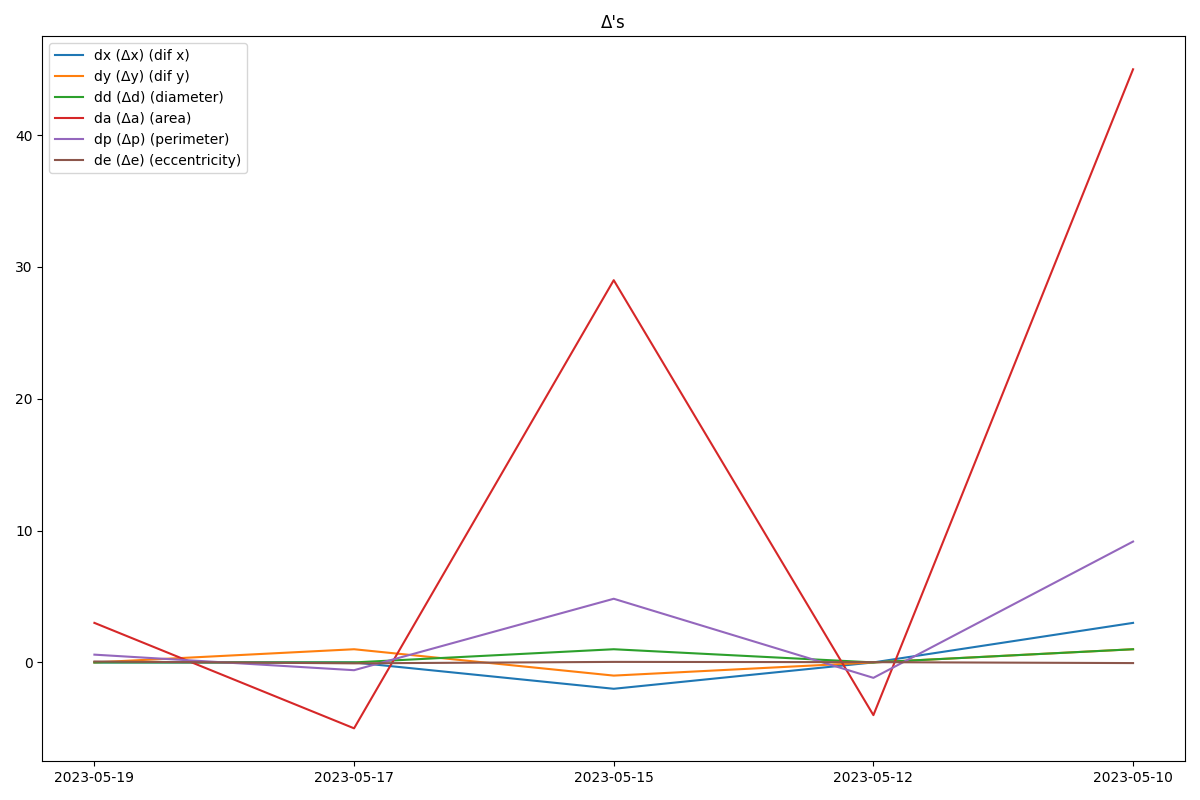 Δ's
dx (Δx) (dif x)
dy (Δy) (dif y)
dd (Δd) (diameter)
da (Δa) (area)
dp (Δp) (perimeter)
de (Δe) (eccentricity)
40
30
20
10
0
2023-05-19 2023-05-17 2023-05-15 2023-05-12 2023-05-10